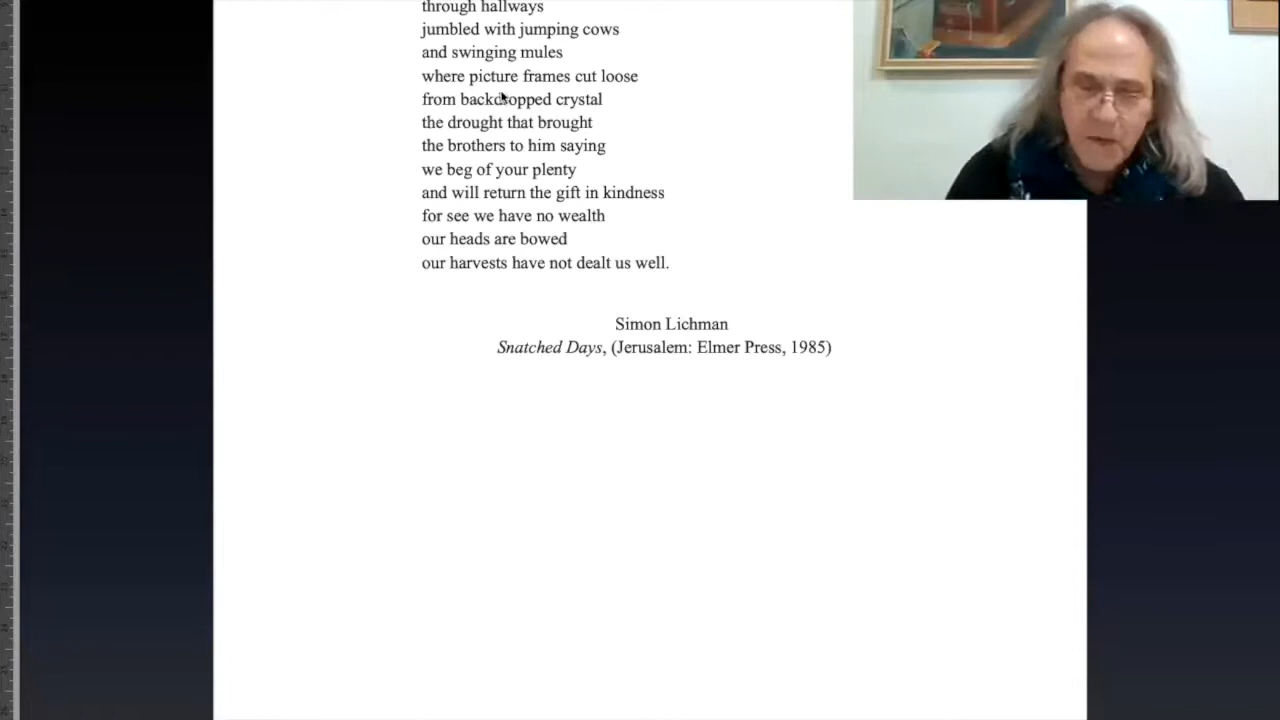 through hallways
jumbled with jumping cows
and swinging mules
where picture frames cut loose
from backdropped crystal
the drought that brought
the brothers to him saying
we beg of your plenty
and will return the gift in kindness
for see we have no wealth
our heads are bowed
our harvests have not dealt us well.
Simon Lichman
Snatched Days, (Jerusalem: Elmer Press, 1985)